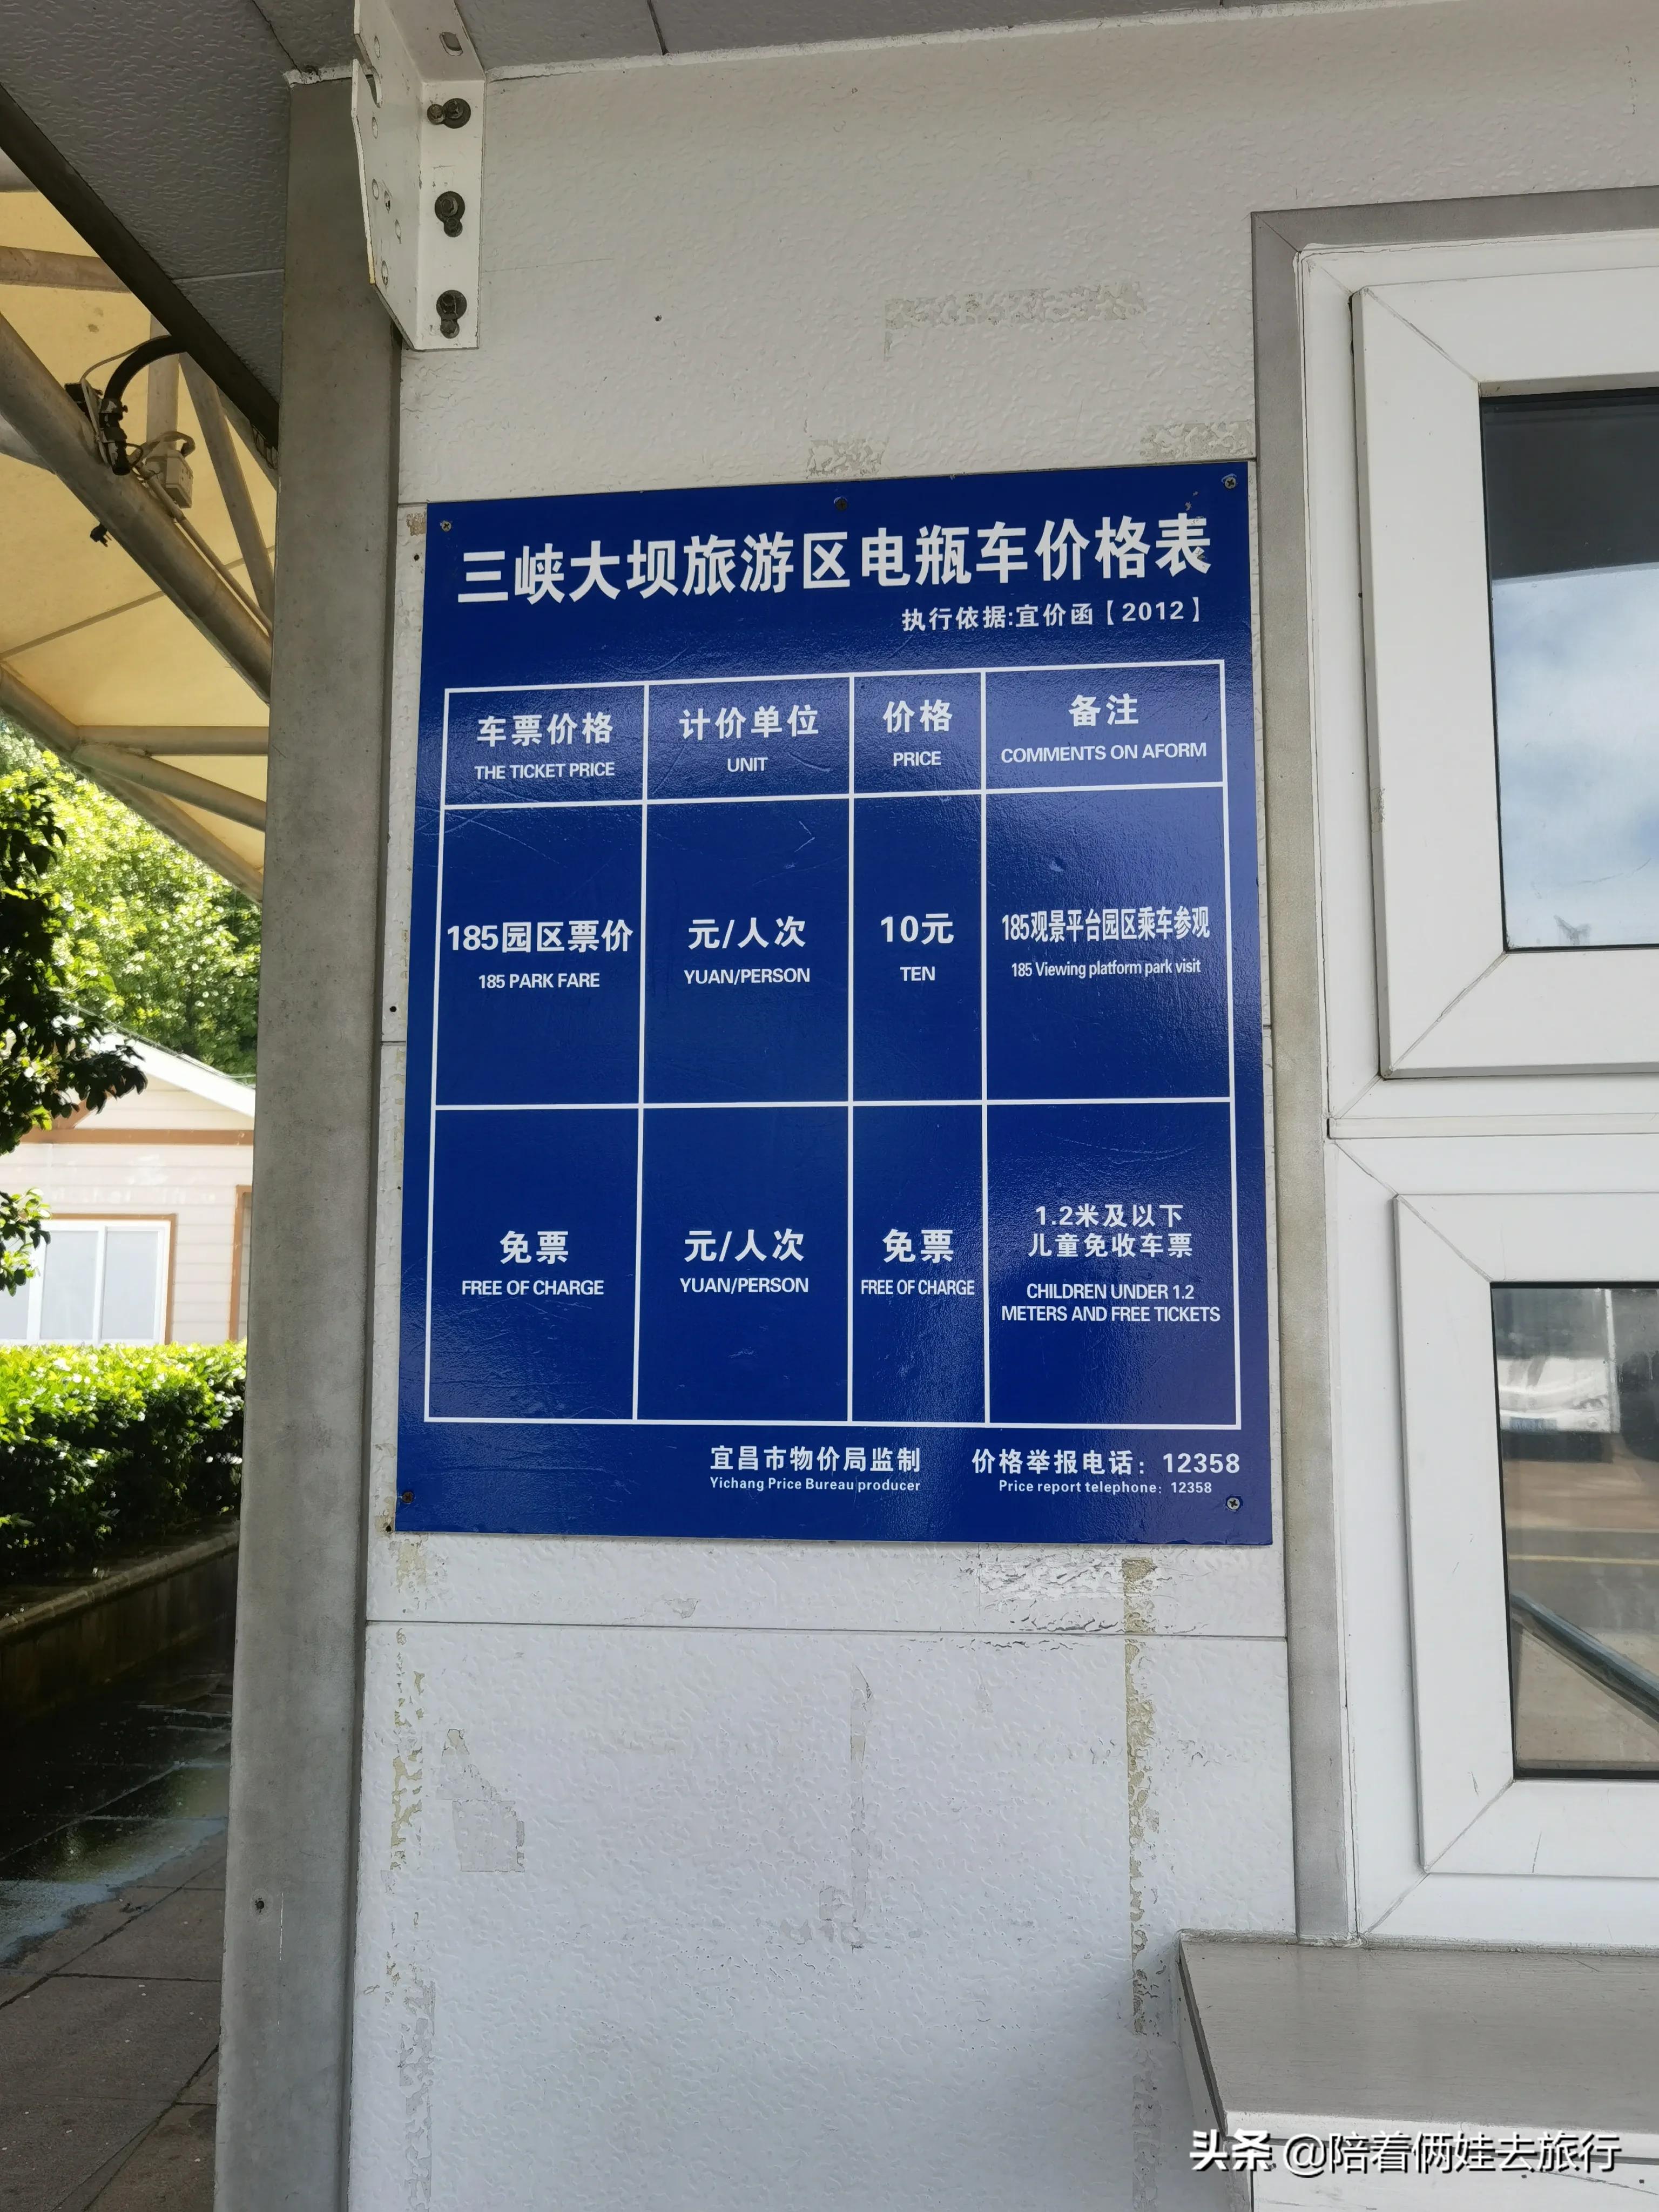 三峡大坝旅游区电瓶车价格表
执行依据:宜价函【2012】
车票价格
THE TICKET PRICE
计价单位
UNIT
价格
PRICE
备注
COMMENTS ON AFORM
185园区票价
185 PARK FARE
元/人次
YUAN/PERSON
10元
TEN
185观景平台园区乘车参观
185 Viewing platform park visit
免票
FREE OF CHARGE
元/人次
YUAN/PERSON
免票
FREE OF CHARGE
1.2米及以下
儿童免收车票
CHILDREN UNDER 1.2
METERS AND FREE TICKETS
宜昌市物价局监制
Yichang Price Bureau producer
价格举报电话：12358
Price report telephone: 12358
头条 @陪着俩娃去旅行